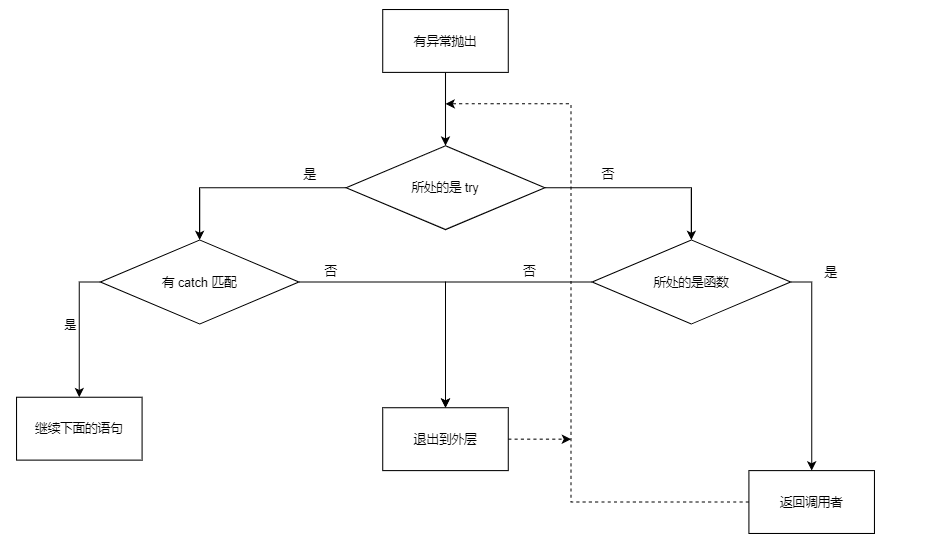 有异常抛出
所处的是 try
是
否
有 catch 匹配
否
否
所处的是函数
是
是
继续下面的语句
退出到外层
返回调用者